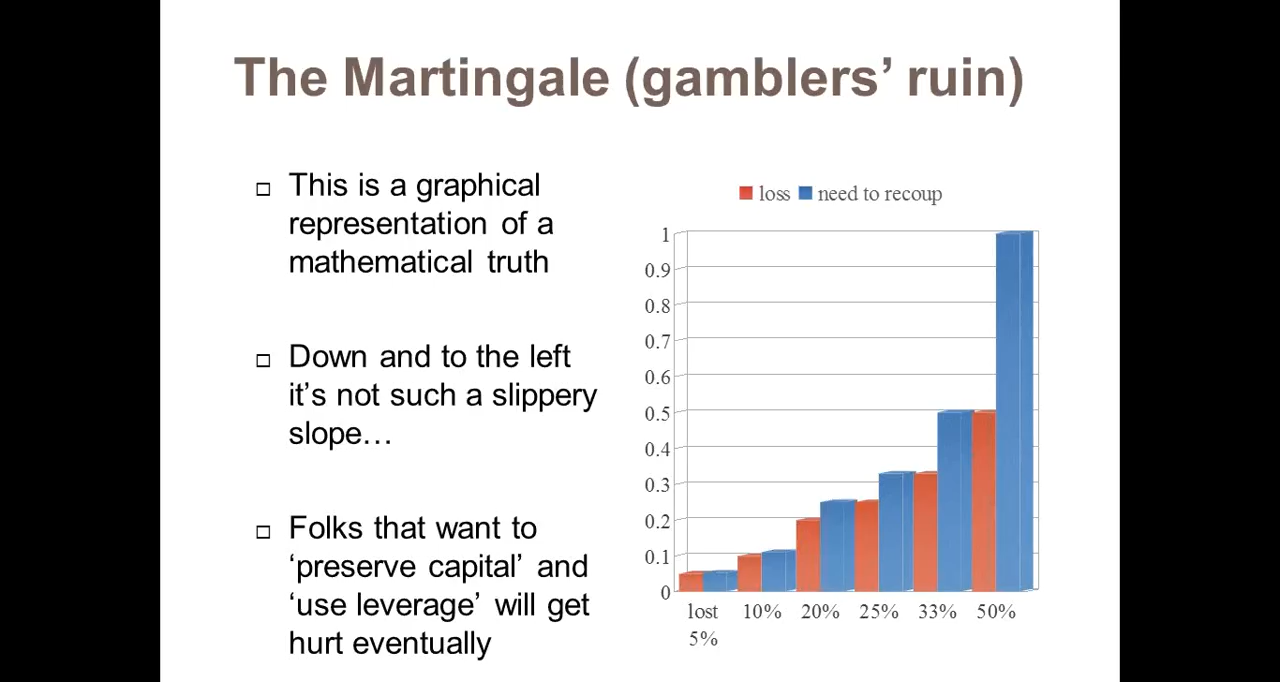 The Martingale (gamblers’ ruin)
This is a graphical
representation of a
mathematical truth
Down and to the left
it’s not such a slippery
slope…
Folks that want to
‘preserve capital’ and
‘use leverage’ will get
hurt eventually
loss need to recoup
1
0.9
0.8
0.7
0.6
0.5
0.4
0.3
0.2
0.1
0
lost 10% 20% 25% 33% 50%
5%